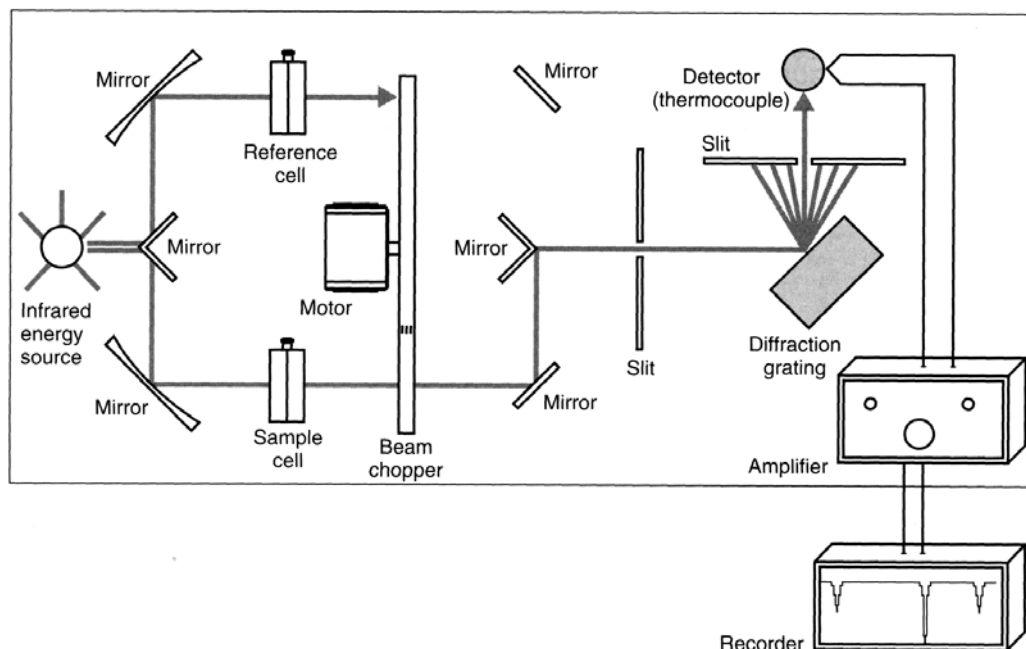 Mirror
Reference
cell
Mirror
Detector
(thermocouple)
Slit
Infrared
energy
source
Mirror
Motor
Mirror
Slit
Diffraction
grating
Mirror
Sample
cell
Beam
chopper
Mirror
Amplifier
Recorder